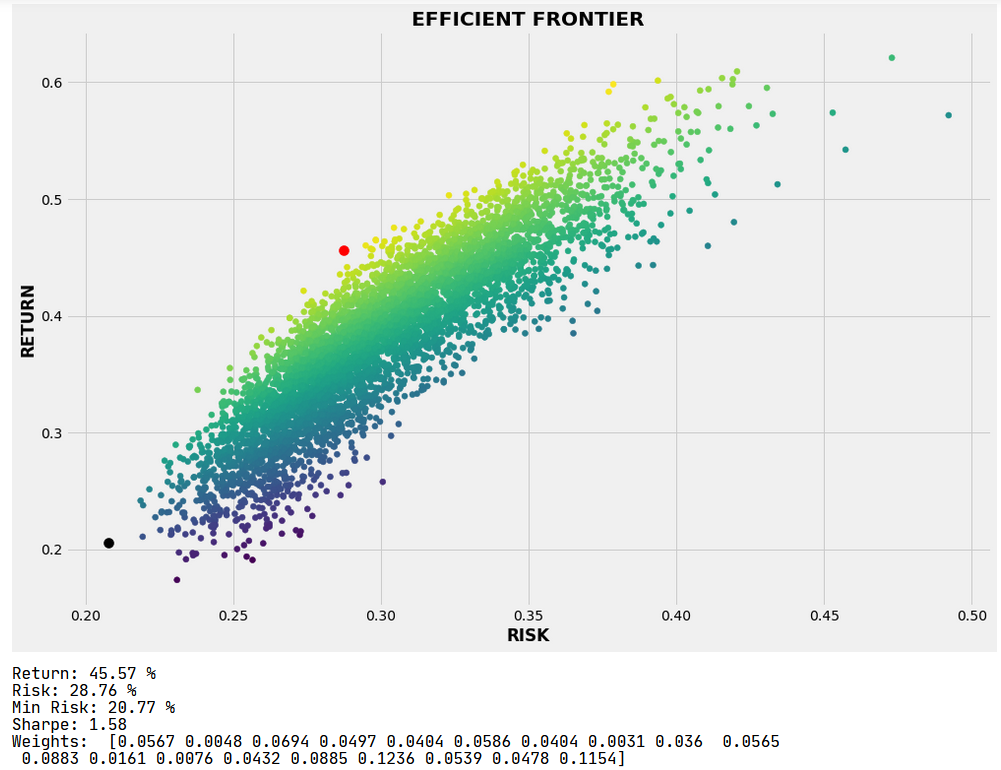 EFFICIENT FRONTIER
0.6
0.5
0.4
0.3
0.2
RETURN
0.20 0.25 0.30 0.35 0.40 0.45 0.50
RISK
Return: 45.57 %
Risk: 28.76 %
Min Risk: 20.77 %
Sharpe: 1.58
Weights:  [0.0567 0.0048 0.0694 0.0497 0.0404 0.0586 0.0404 0.0031 0.036  0.0565
 0.0883 0.0161 0.0076 0.0432 0.0885 0.1236 0.0539 0.0478 0.1154]